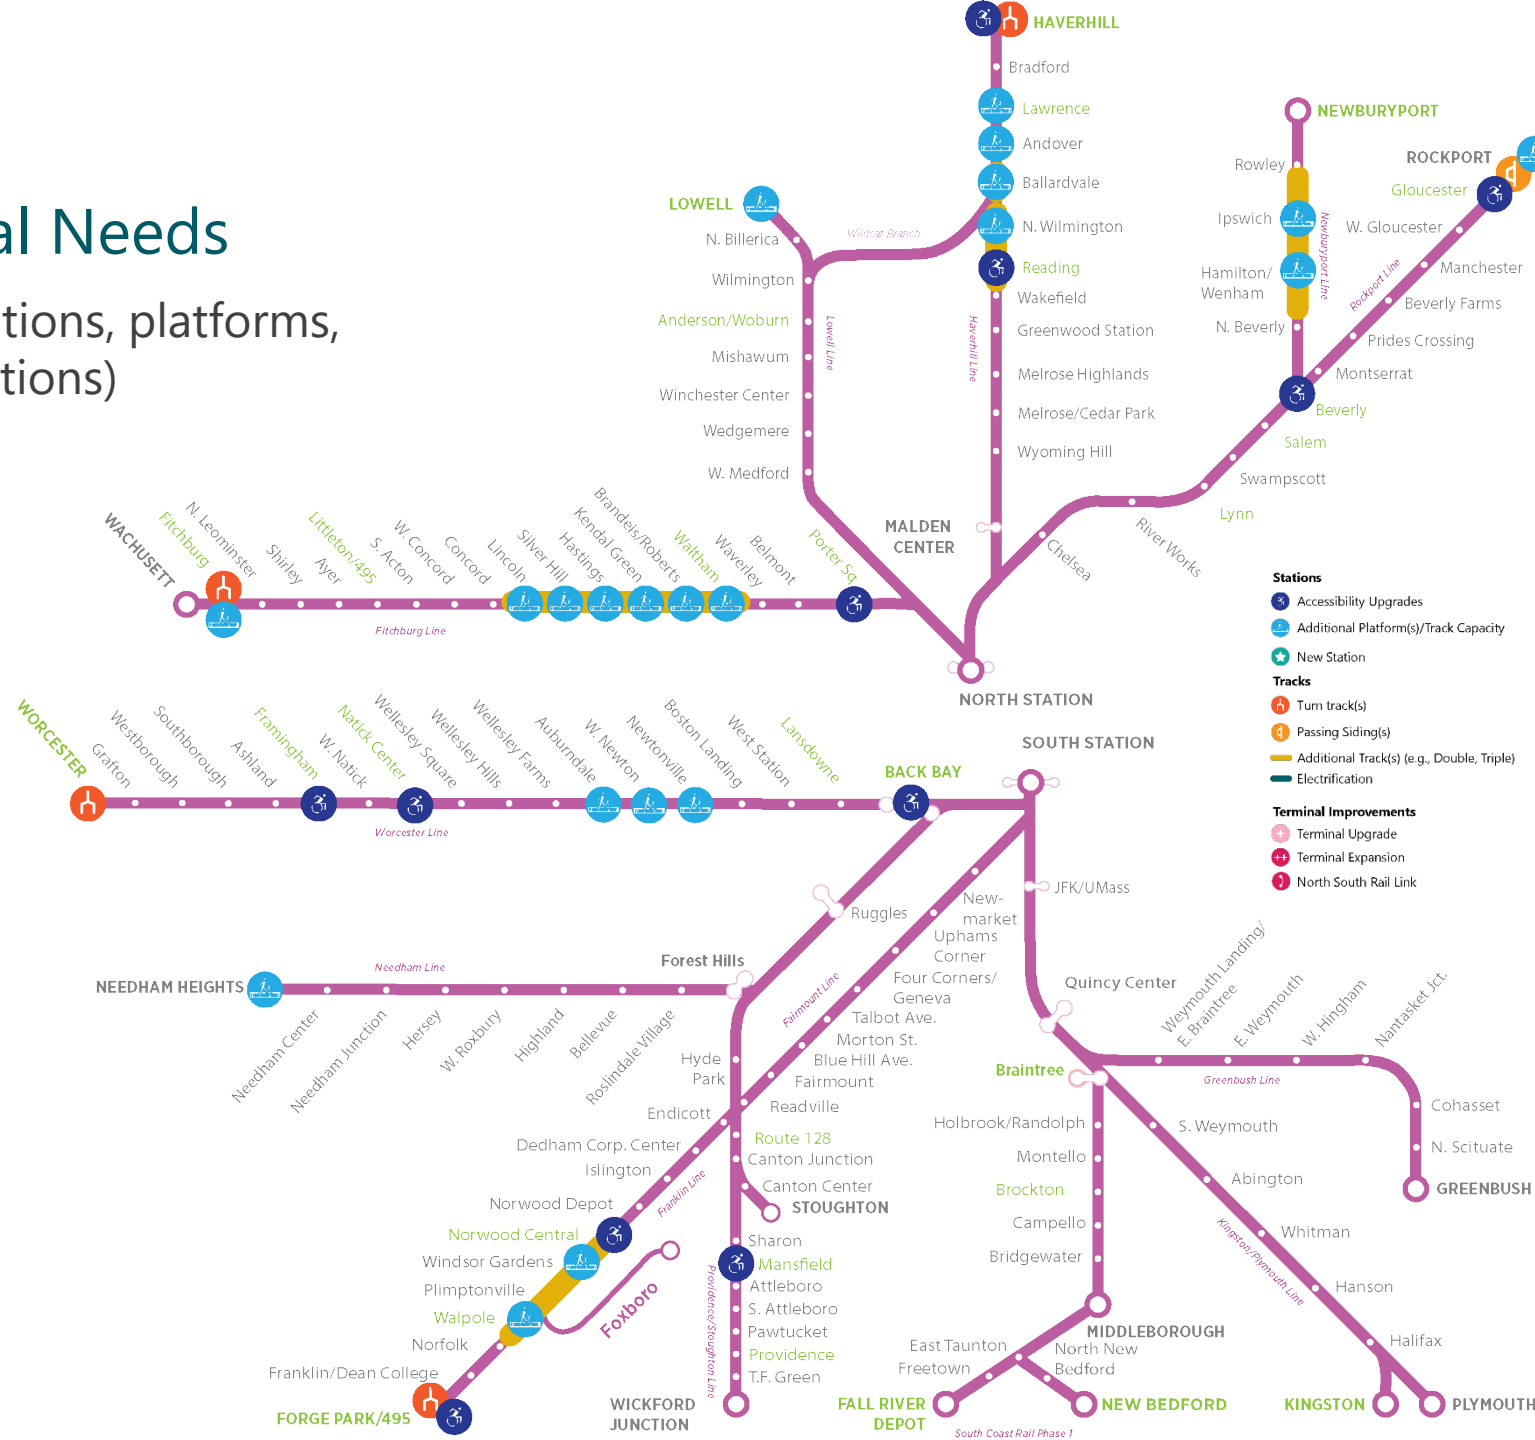 al Needs
tions, platforms,
tions)
HAVERHILL
Bradford
Lawrence
Andover
Ballardvale
N. Wilmington
Reading
Wakefield
Greenwood Station
Melrose Highlands
Melrose/Cedar Park
Wyoming Hill
MALDEN
CENTER
Haverhill Line
Wildcat Branch
LOWELL
N. Billerica
Wilmington
Anderson/Woburn
Mishawum
Winchester Center
Wedgemere
W. Medford
Lowell Line
NEWBURYPORT
Rowley
Ipswich
Hamilton/
Wenham
N. Beverly
Newburyport Line
ROCKPORT
Gloucester
W. Gloucester
Manchester
Beverly Farms
Prides Crossing
Montserrat
Rockport Line
Beverly
Salem
Swampscott
Lynn
River Works
Chelsea
WACHUSETT
Fitchburg
N. Leominster
Shirley
Ayer
Littleton/495
S. Acton
W. Concord
Concord
Lincoln
Silver Hill
Hastings
Kendal Green
Brandeis/Roberts
Waltham
Waverley
Belmont
Porter Sq
Fitchburg Line
NORTH STATION
Stations
Accessibility Upgrades
Additional Platform(s)/Track Capacity
New Station
Tracks
Turn track(s)
Passing Siding(s)
Additional Track(s) (e.g., Double, Triple)
Electrification
Terminal Improvements
Terminal Upgrade
Terminal Expansion
North South Rail Link
WORCESTER
Grafton
Westborough
Southborough
Ashland
Framingham
W. Natick
Natick Center
Wellesley Square
Wellesley Hills
Wellesley Farms
Auburndale
W. Newton
Newtonville
Boston Landing
West Station
Lansdowne
BACK BAY
SOUTH STATION
Worcester Line
Ruggles
New-
market
Uphams
Corner
Four Corners/
Geneva
Talbot Ave.
Morton St.
Blue Hill Ave.
Fairmount
Readville
Fairmount Line
JFK/UMass
Quincy Center
Braintree
Forest Hills
NEEDHAM HEIGHTS
Needham Line
Needham Center
Needham Junction
Hersey
W. Roxbury
Highland
Bellevue
Roslindale Village
Hyde
Park
Endicott
Dedham Corp. Center
Islington
Norwood Depot
Norwood Central
Windsor Gardens
Plimptonville
Walpole
Norfolk
Franklin/Dean College
FORGE PARK/495
Franklin Line
Foxboro
Route 128
Canton Junction
Canton Center
STOUGHTON
Sharon
Mansfield
Attleboro
S. Attleboro
Pawtucket
Providence
T.F. Green
WICKFORD
JUNCTION
Providence/Stoughton Line
Weymouth Landing/
E. Braintree
E. Weymouth
W. Hingham
Nantasket Jct.
Greenbush Line
Cohasset
N. Scituate
GREENBUSH
S. Weymouth
Abington
Whitman
Hanson
Halifax
KINGSTON
PLYMOUTH
Kingston/Plymouth Line
Holbrook/Randolph
Montello
Brockton
Campello
Bridgewater
MIDDLEBOROUGH
East Taunton
Freetown
FALL RIVER
DEPOT
North New
Bedford
NEW BEDFORD
South Coast Rail Phase 1